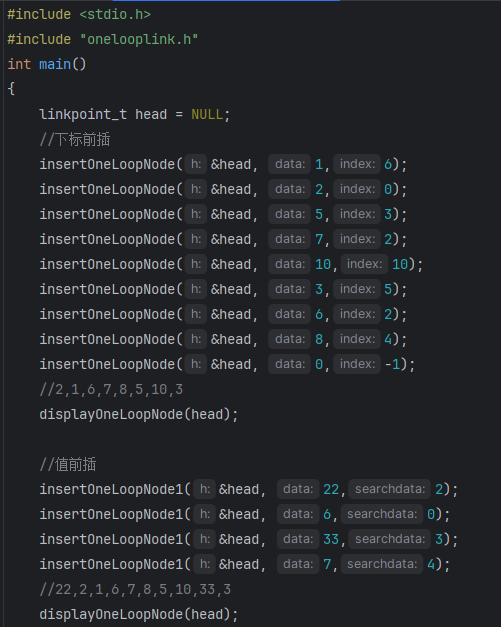 #include <stdio.h>
#include "onelooplink.h"
int main()
{
linkpoint_t head = NULL;
//下标前插
insertOneLoopNode( h: &head, data: 1, index: 6);
insertOneLoopNode( h: &head, data: 2, index: 0);
insertOneLoopNode( h: &head, data: 5, index: 3);
insertOneLoopNode( h: &head, data: 7, index: 2);
insertOneLoopNode( h: &head, data: 10, index: 10);
insertOneLoopNode( h: &head, data: 3, index: 5);
insertOneLoopNode( h: &head, data: 6, index: 2);
insertOneLoopNode( h: &head, data: 8, index: 4);
insertOneLoopNode( h: &head, data: 0, index: -1);
//2,1,6,7,8,5,10,3
displayOneLoopNode(head);
//值前插
insertOneLoopNode1( h: &head, data: 22, searchdata: 2);
insertOneLoopNode1( h: &head, data: 6, searchdata: 0);
insertOneLoopNode1( h: &head, data: 33, searchdata: 3);
insertOneLoopNode1( h: &head, data: 7, searchdata: 4);
//22,2,1,6,7,8,5,10,33,3
displayOneLoopNode(head);